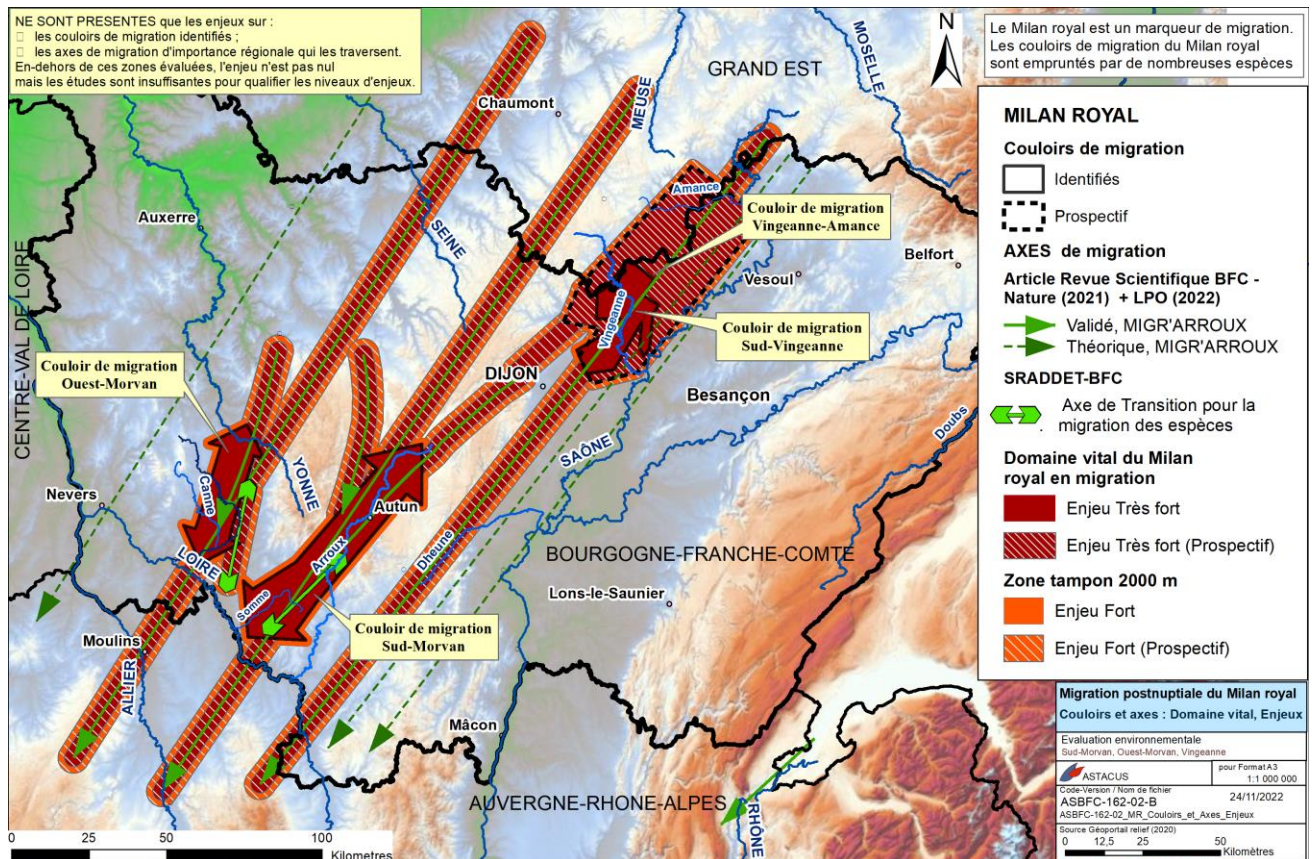 NE SONT PRESENTES que les enjeux sur :
▯ les couloirs de migration identifiés ;
▯ les axes de migration d'importance régionale qui les traversent.
En-dehors de ces zones évaluées, l'enjeu n'est pas nul
mais les études sont insuffisantes pour qualifier les niveaux d'enjeux.
N
Le Milan royal est un marqueur de migration.
Les couloirs de migration du Milan royal
sont empruntés par de nombreuses espèces
GRAND EST
MOSELLE
MEUSE
Chaumont
Amance
Auxerre
SEINE
Couloir de migration
Vingeanne-Amance
Belfort
Vesoul
CENTRE-VAL DE LOIRE
Vingeanne
Couloir de migration
Sud-Vingeanne
Couloir de migration
Ouest-Morvan
DIJON
Besançon
Doubs
SAÔNE
YONNE
Canne
Nevers
Autun
LOIRE
Arroux
Dheune
BOURGOGNE-FRANCHE-COMTE
Somme
Lons-le-Saunier
Moulins
Couloir de migration
Sud-Morvan
ALLIER
Mâcon
AUVERGNE-RHONE-ALPES
RHÔNE
0 25 50 100
Kilometres
MILAN ROYAL
Couloirs de migration
Identifiés
Prospectif
AXES de migration
Article Revue Scientifique BFC -
Nature (2021) + LPO (2022)
Validé, MIGR'ARROUX
Théorique, MIGR'ARROUX
SRADDET-BFC
Axe de Transition pour la
migration des espèces
Domaine vital du Milan
royal en migration
Enjeu Très fort
Enjeu Très fort (Prospectif)
Zone tampon 2000 m
Enjeu Fort
Enjeu Fort (Prospectif)
Migration postnuptiale du Milan royal
Couloirs et axes : Domaine vital, Enjeux
Evaluation environnementale
Sud-Morvan, Ouest-Morvan, Vingeanne
ASTACUS
pour Format A3
1:1 000 000
Code-Version / Nom de fichier
ASBFC-162-02-B
24/11/2022
ASBFC-162-02_MR_Couloirs_et_Axes_Enjeux
Source Géoportail relief (2020)
0 12,5 25 50
Kilomètres